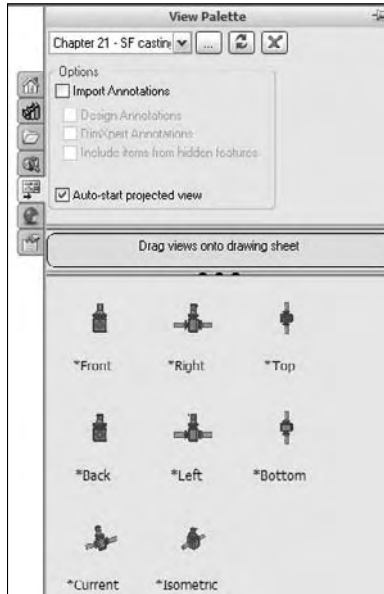 View Palette
Chapter 21 - SF casting
...
Options
Import Annotations
Design Annotations
DimXpert Annotations
Include items from hidden features
Auto-start projected view
Drag views onto drawing sheet
*Front *Right *Top
*Back *Left *Bottom
*Current *Isometric